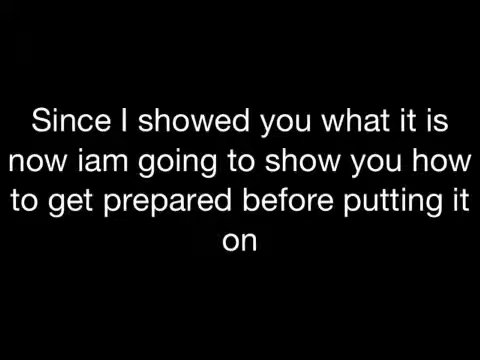 Since I showed you what it is
now iam going to show you how
to get prepared before putting it
on